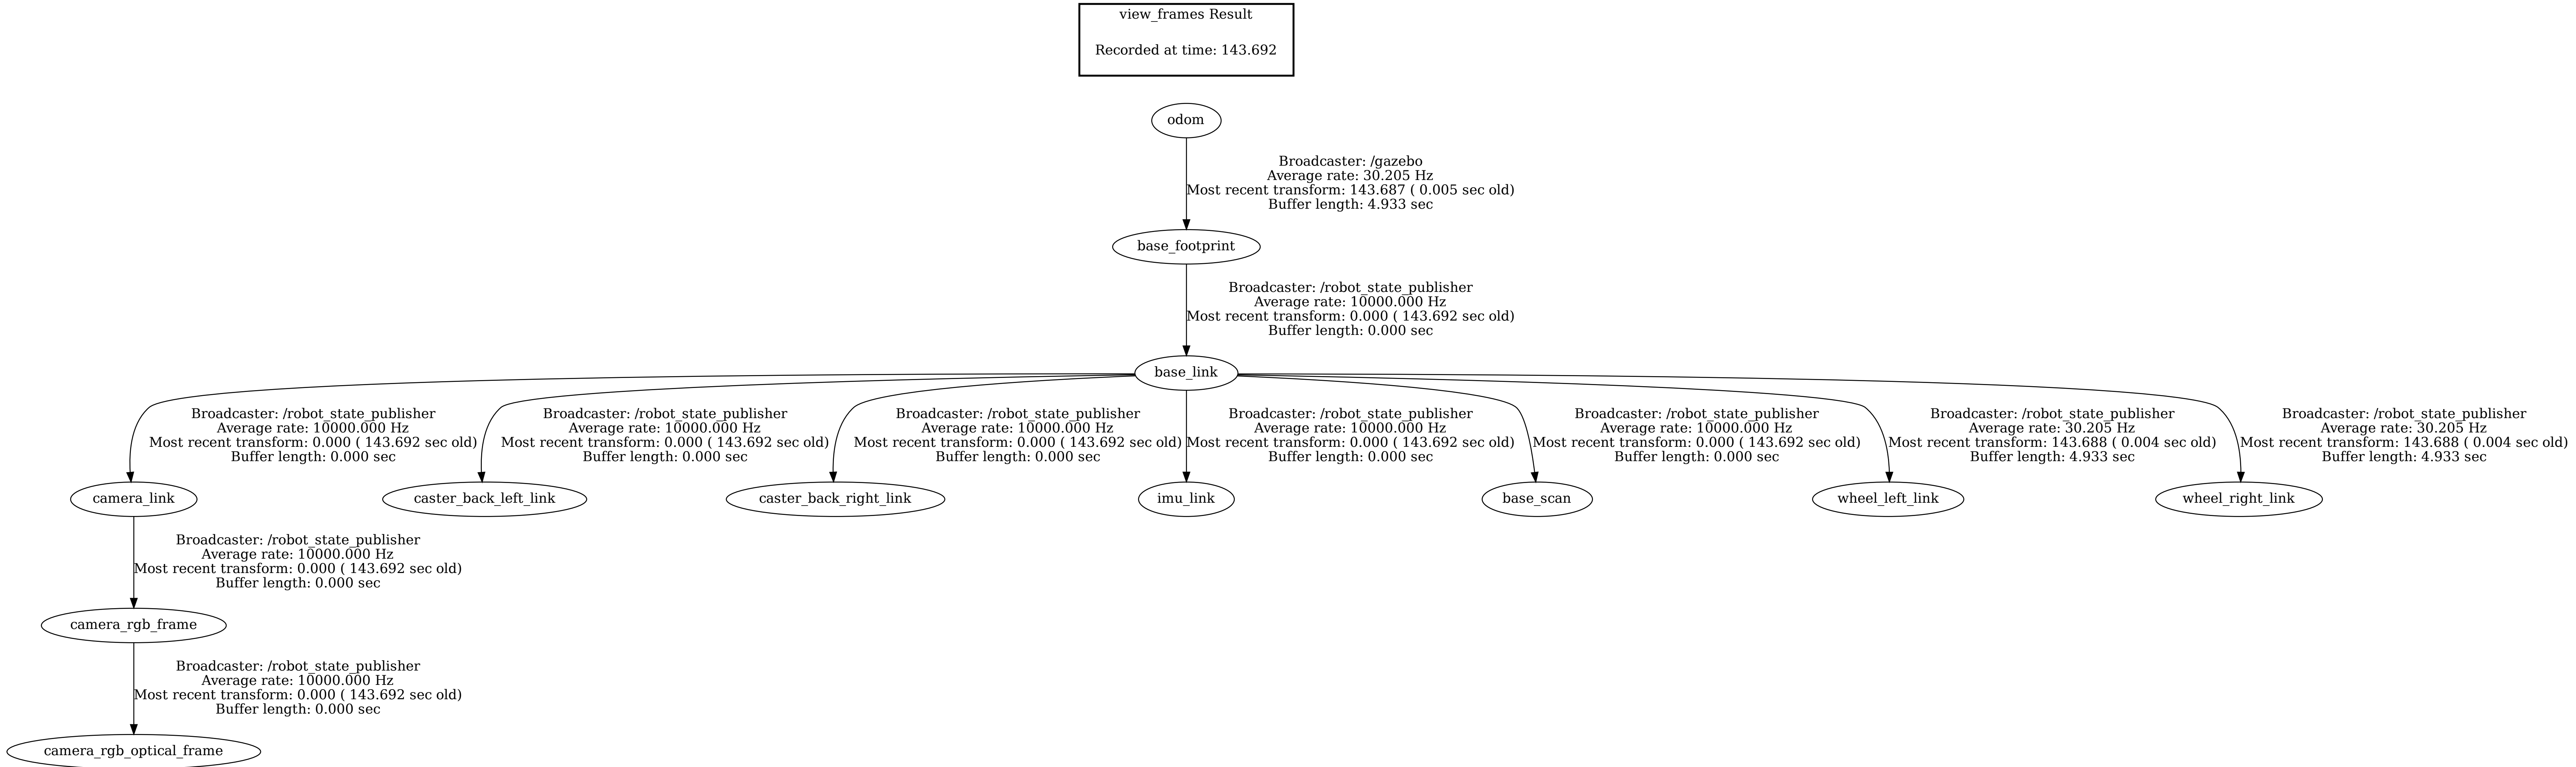 view_frames Result
Recorded at time: 143.692
odom
Broadcaster: /gazebo
Average rate: 30.205 Hz
Most recent transform: 143.687 ( 0.005 sec old)
Buffer length: 4.933 sec
base_footprint
Broadcaster: /robot_state_publisher
Average rate: 10000.000 Hz
Most recent transform: 0.000 ( 143.692 sec old)
Buffer length: 0.000 sec
base_link
Broadcaster: /robot_state_publisher
Average rate: 10000.000 Hz
Most recent transform: 0.000 ( 143.692 sec old)
Buffer length: 0.000 sec
Broadcaster: /robot_state_publisher
Average rate: 10000.000 Hz
Most recent transform: 0.000 ( 143.692 sec old)
Buffer length: 0.000 sec
Broadcaster: /robot_state_publisher
Average rate: 10000.000 Hz
Most recent transform: 0.000 ( 143.692 sec old)
Buffer length: 0.000 sec
Broadcaster: /robot_state_publisher
Average rate: 10000.000 Hz
Most recent transform: 0.000 ( 143.692 sec old)
Buffer length: 0.000 sec
Broadcaster: /robot_state_publisher
Average rate: 10000.000 Hz
Most recent transform: 0.000 ( 143.692 sec old)
Buffer length: 0.000 sec
Broadcaster: /robot_state_publisher
Average rate: 30.205 Hz
Most recent transform: 143.688 ( 0.004 sec old)
Buffer length: 4.933 sec
Broadcaster: /robot_state_publisher
Average rate: 30.205 Hz
Most recent transform: 143.688 ( 0.004 sec old)
Buffer length: 4.933 sec
camera_link
caster_back_left_link
caster_back_right_link
imu_link
base_scan
wheel_left_link
wheel_right_link
Broadcaster: /robot_state_publisher
Average rate: 10000.000 Hz
Most recent transform: 0.000 ( 143.692 sec old)
Buffer length: 0.000 sec
camera_rgb_frame
Broadcaster: /robot_state_publisher
Average rate: 10000.000 Hz
Most recent transform: 0.000 ( 143.692 sec old)
Buffer length: 0.000 sec
camera_rgb_optical_frame